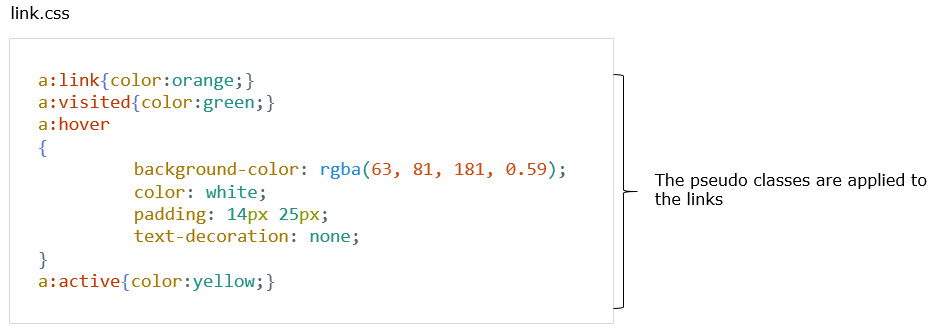 link.css
a:link{color:orange;}
a:visited{color:green;}
a:hover
{
background-color: rgba(63, 81, 181, 0.59);
color: white;
padding: 14px 25px;
text-decoration: none;
}
a:active{color:yellow;}
The pseudo classes are applied to
the links